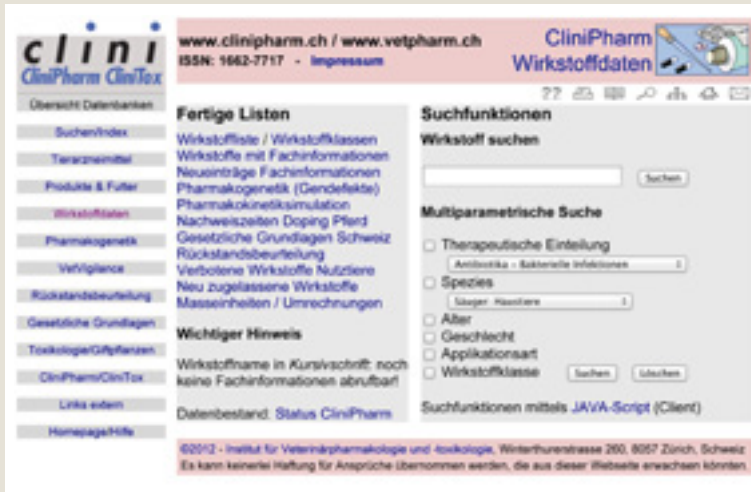 clini
CliniPharm CliniTox
Übersicht Datenbanken
Suchen/Index
Tierarzneimittel
Produkte & Futter
Wirkstoffdaten
Pharmakogenetik
VetVigilance
Rückstandsbeurteilung
Gesetzliche Grundlagen
Toxikologie/Giftpflanzen
CliniPharm/CliniTox
Links extern
Homepage/Hilfe
www.clinipharm.ch / www.vetpharm.ch
ISSN: 1662-7717 - Impressum
CliniPharm
Wirkstoffdaten
??
Fertige Listen
Wirkstoffliste / Wirkstoffklassen
Wirkstoffe mit Fachinformationen
Neueinträge Fachinformationen
Pharmakogenetik (Gendefekte)
Pharmakokinetiksimulation
Nachweiszeiten Doping Pferd
Gesetzliche Grundlagen Schweiz
Rückstandsbeurteilung
Verbotene Wirkstoffe Nutztiere
Neu zugelassene Wirkstoffe
Masseinheiten / Umrechnungen
Wichtiger Hinweis
Wirkstoffname in Kursivschrift: noch
keine Fachinformationen abrufbar!
Datenbestand: Status CliniPharm
Suchfunktionen
Wirkstoff suchen
Suchen
Multiparametrische Suche
Therapeutische Einteilung
Antibiotika - Bakterielle Infektionen
Spezies
Säuger Haustiere
Alter
Geschlecht
Applikationsart
Wirkstoffklasse Suchen Löschen
Suchfunktionen mittels JAVA-Script (Client)
©2012 - Institut für Veterinärpharmakologie und -toxikologie, Winterthurerstrasse 260, 8057 Zürich, Schweiz
Es kann keinerlei Haftung für Ansprüche übernommen werden, die aus dieser Webseite erwachsen könnten